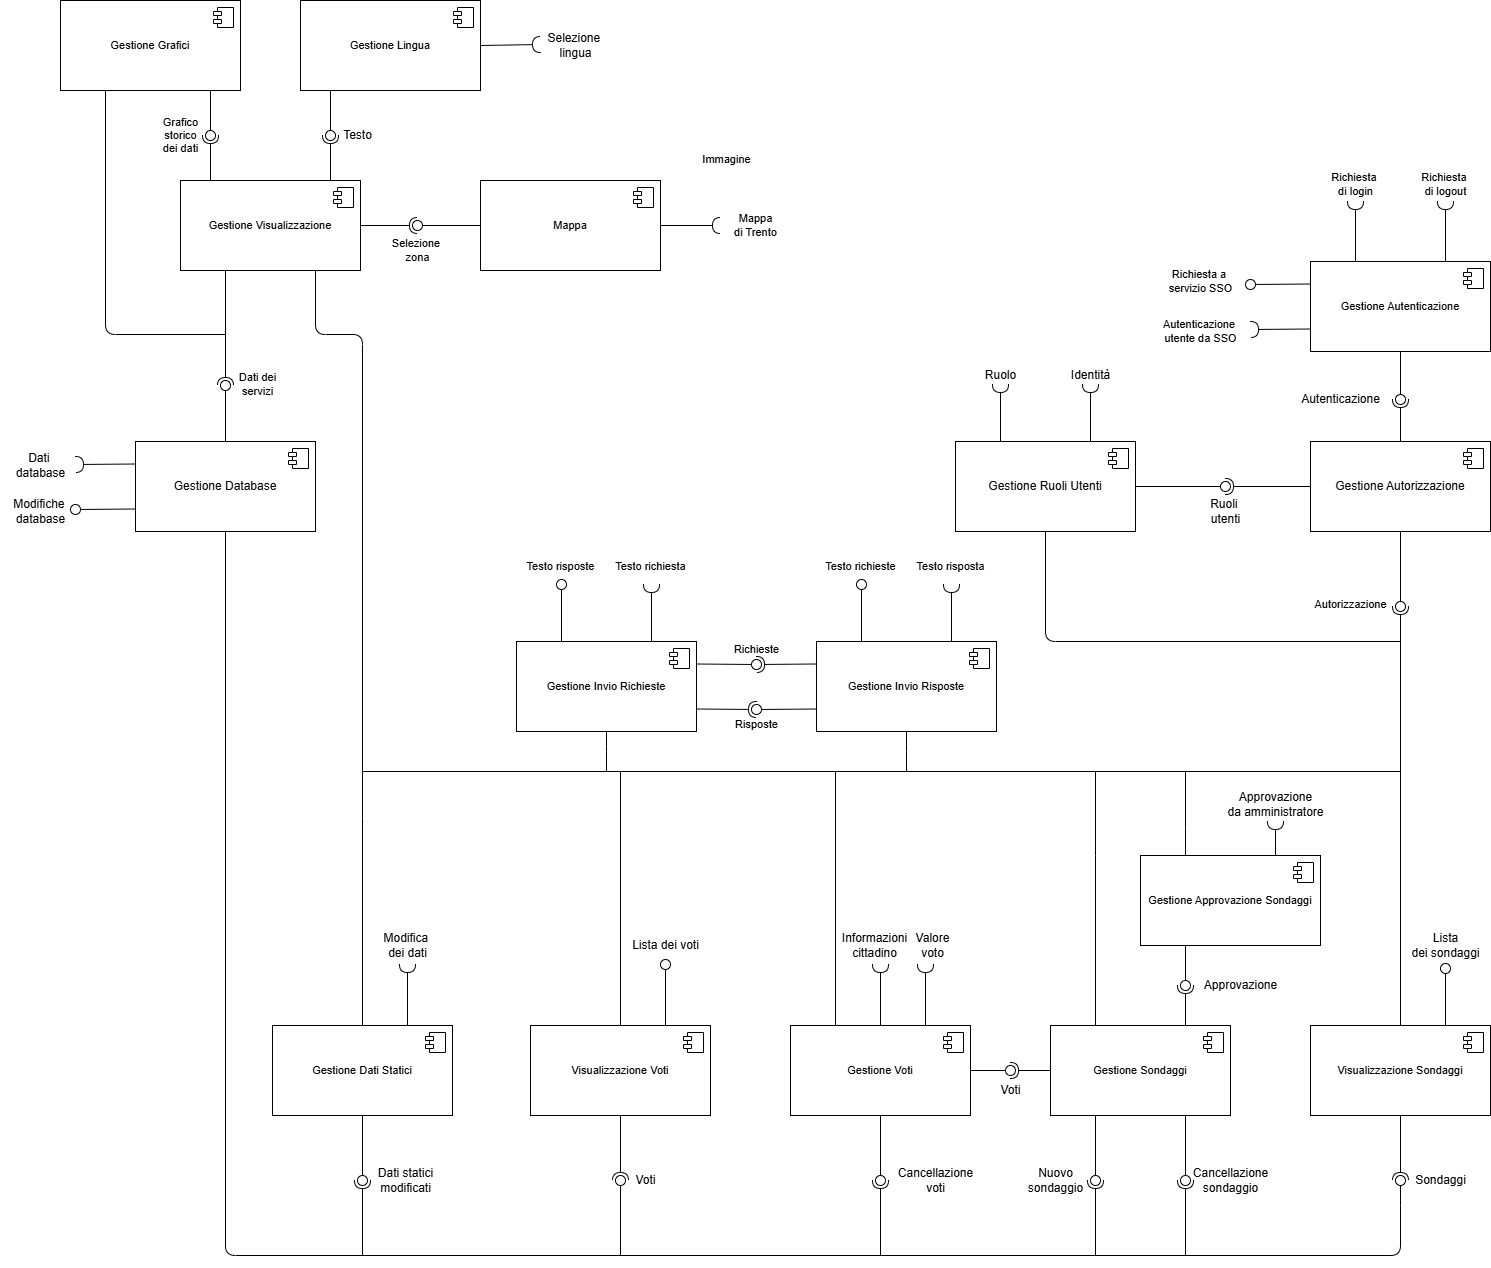 Gestione Grafici
Gestione Lingua
Selezione
lingua
Grafico
storico
dei dati
Testo
Immagine
Gestione Visualizzazione
Selezione
zona
Mappa
Mappa
di Trento
Richiesta
di login
Richiesta
di logout
Richiesta a
servizio SSO
Autenticazione
utente da SSO
Gestione Autenticazione
Dati dei
servizi
Ruolo
Identità
Autenticazione
Dati
database
Modifiche
database
Gestione Database
Gestione Ruoli Utenti
Ruoli
utenti
Gestione Autorizzazione
Testo risposte
Testo richiesta
Testo richieste
Testo risposta
Autorizzazione
Gestione Invio Richieste
Richieste
Risposte
Gestione Invio Risposte
Approvazione
da amministratore
Gestione Approvazione Sondaggi
Modifica
dei dati
Lista dei voti
Informazioni
cittadino
Valore
voto
Lista
dei sondaggi
Approvazione
Gestione Dati Statici
Visualizzazione Voti
Gestione Voti
Voti
Gestione Sondaggi
Visualizzazione Sondaggi
Dati statici
modificati
Voti
Cancellazione
voti
Nuovo
sondaggio
Cancellazione
sondaggio
Sondaggi